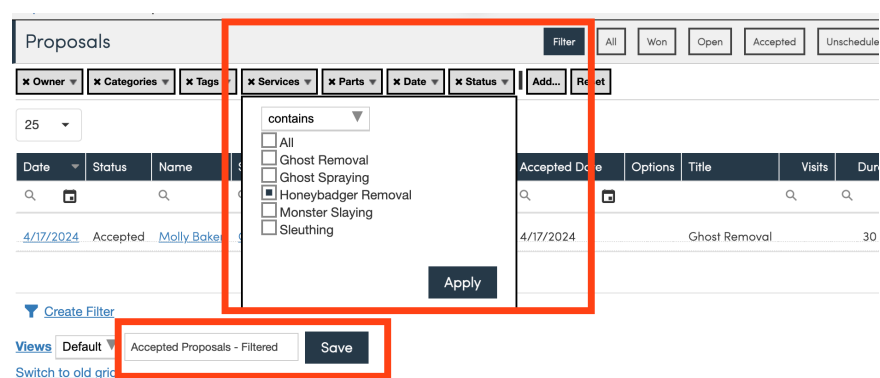 Proposals Filter All Won Open Accepted Unschedule
✖ Owner ▼ ✖ Categories ▼ ✖ Tags ▼ ✖ Services ▼ ✖ Parts ▼ ✖ Date ▼ ✖ Status ▼ Add... Reset
contains ▼
25
All
Ghost Removal
Ghost Spraying
Honeybadger Removal
Monster Slaying
Sleuthing
Apply
Date Status Name Accepted Date Options Title Visits Dur
4/17/2024 Accepted Molly Baker 4/17/2024 Ghost Removal 30
Create Filter
Views Default ▼ Accepted Proposals - Filtered Save
Switch to old grid